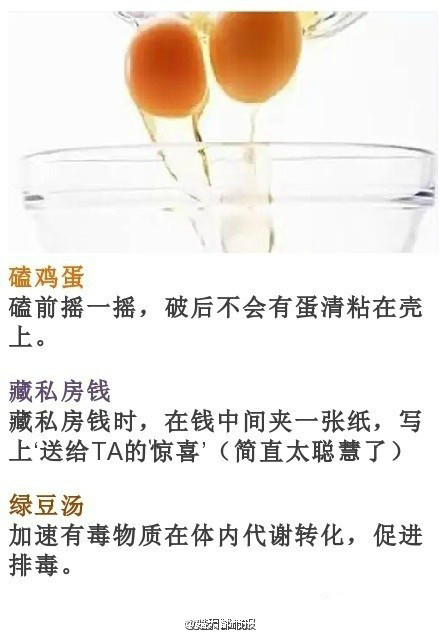 磕鸡蛋
磕前摇一摇，破后不会有蛋清粘在壳
上。
藏私房钱
藏私房钱时，在钱中间夹一张纸，写
上‘送给TA的惊喜’（简直太聪慧了）
绿豆汤
加速有毒物质在体内代谢转化，促进
排毒。